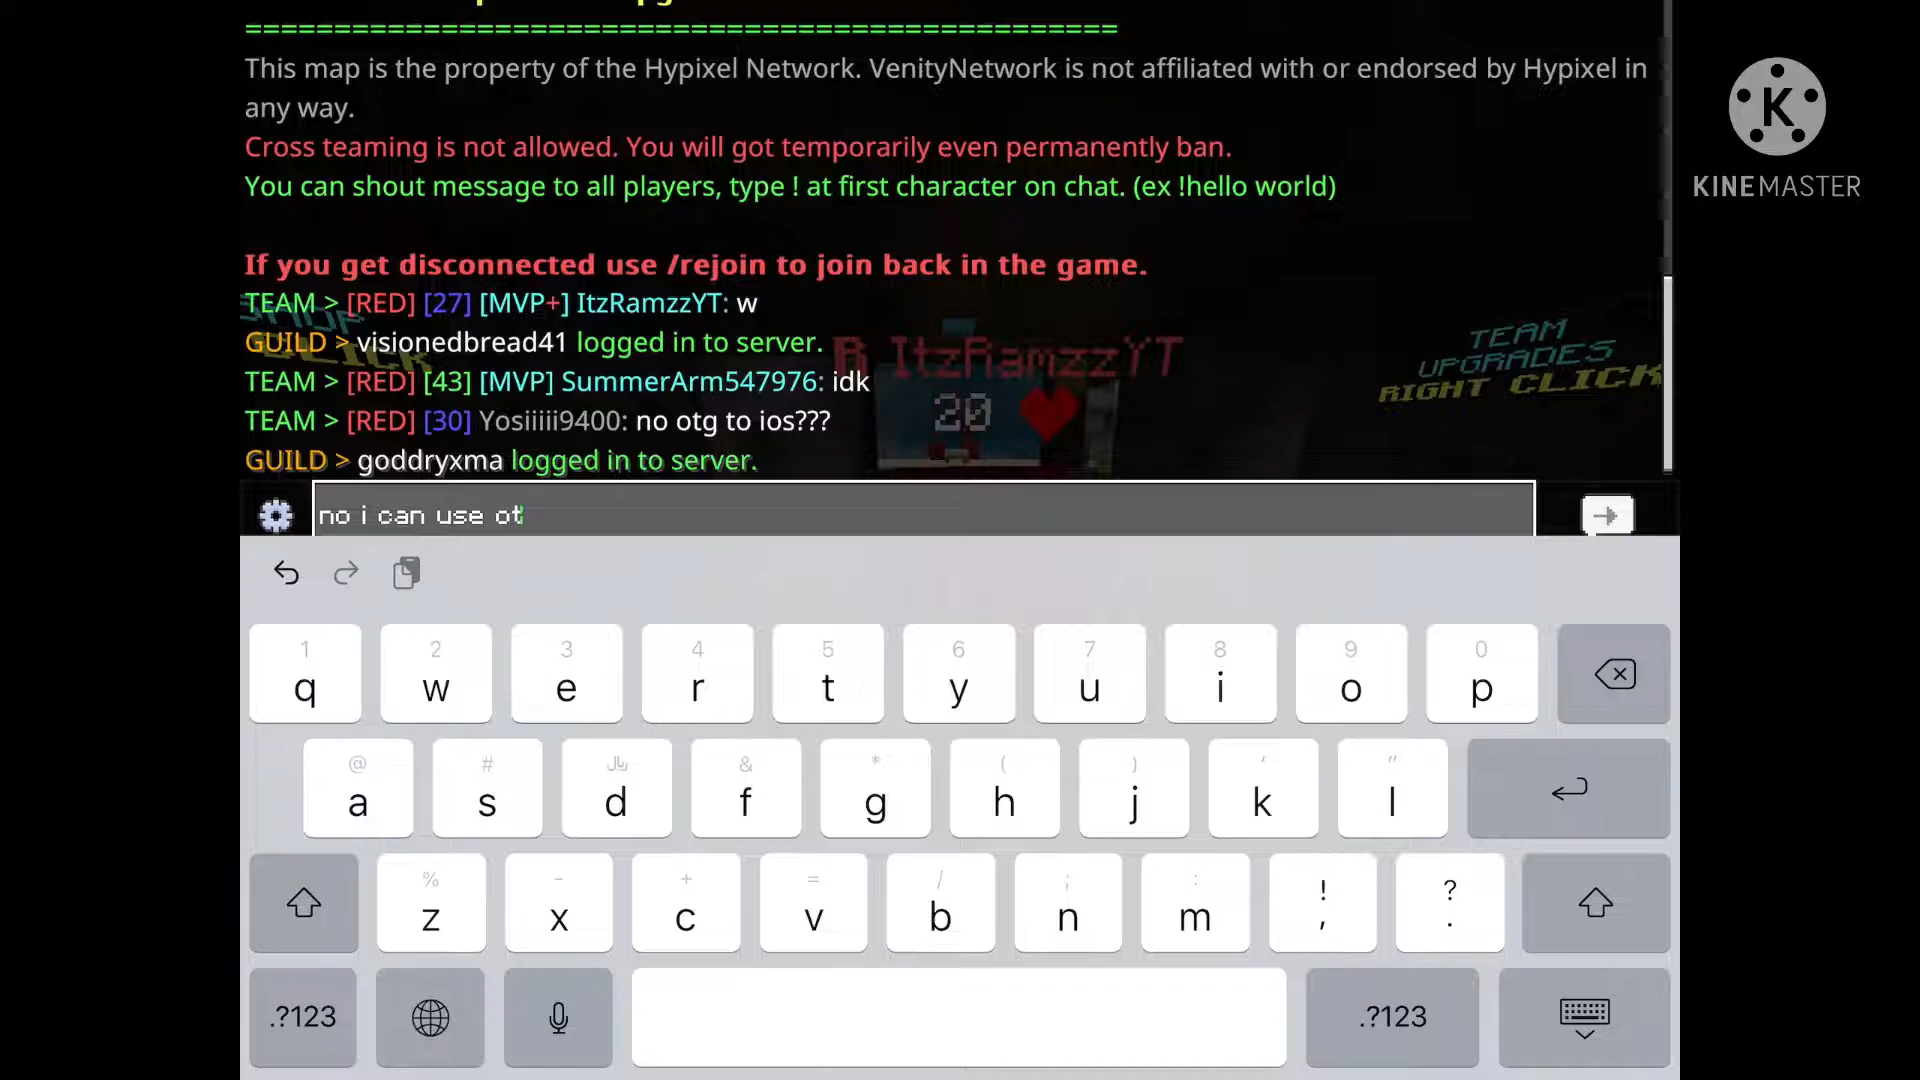 ================================================
This map is the property of the Hypixel Network. VenityNetwork is not affiliated with or endorsed by Hypixel in
any way.
Cross teaming is not allowed. You will got temporarily even permanently ban.
You can shout message to all players, type ! at first character on chat. (ex !hello world)
If you get disconnected use /rejoin to join back in the game.
TEAM > [RED] [27] [MVP+] ItzRamzzYT: w
GUILD > visionedbread41 logged in to server.
TEAM > [RED] [43] [MVP] SummerArm547976: idk
TEAM > [RED] [30] Yosiiiii9400: no otg to ios???
GUILD > goddryxma logged in to server.
R ItzRamzzYT
20
CLICK
TEAM
UPGRADES
RIGHT CLICK
K
KINEMASTER
no i can use ot
1 2 3 4 5 6 7 8 9 0
q w e r t y u i o p
@ # ﷼ & * ( ) ' "
a s d f g h j k l
% - + = / ; : ! ?
z x c v b n m , .
.?123 .?123